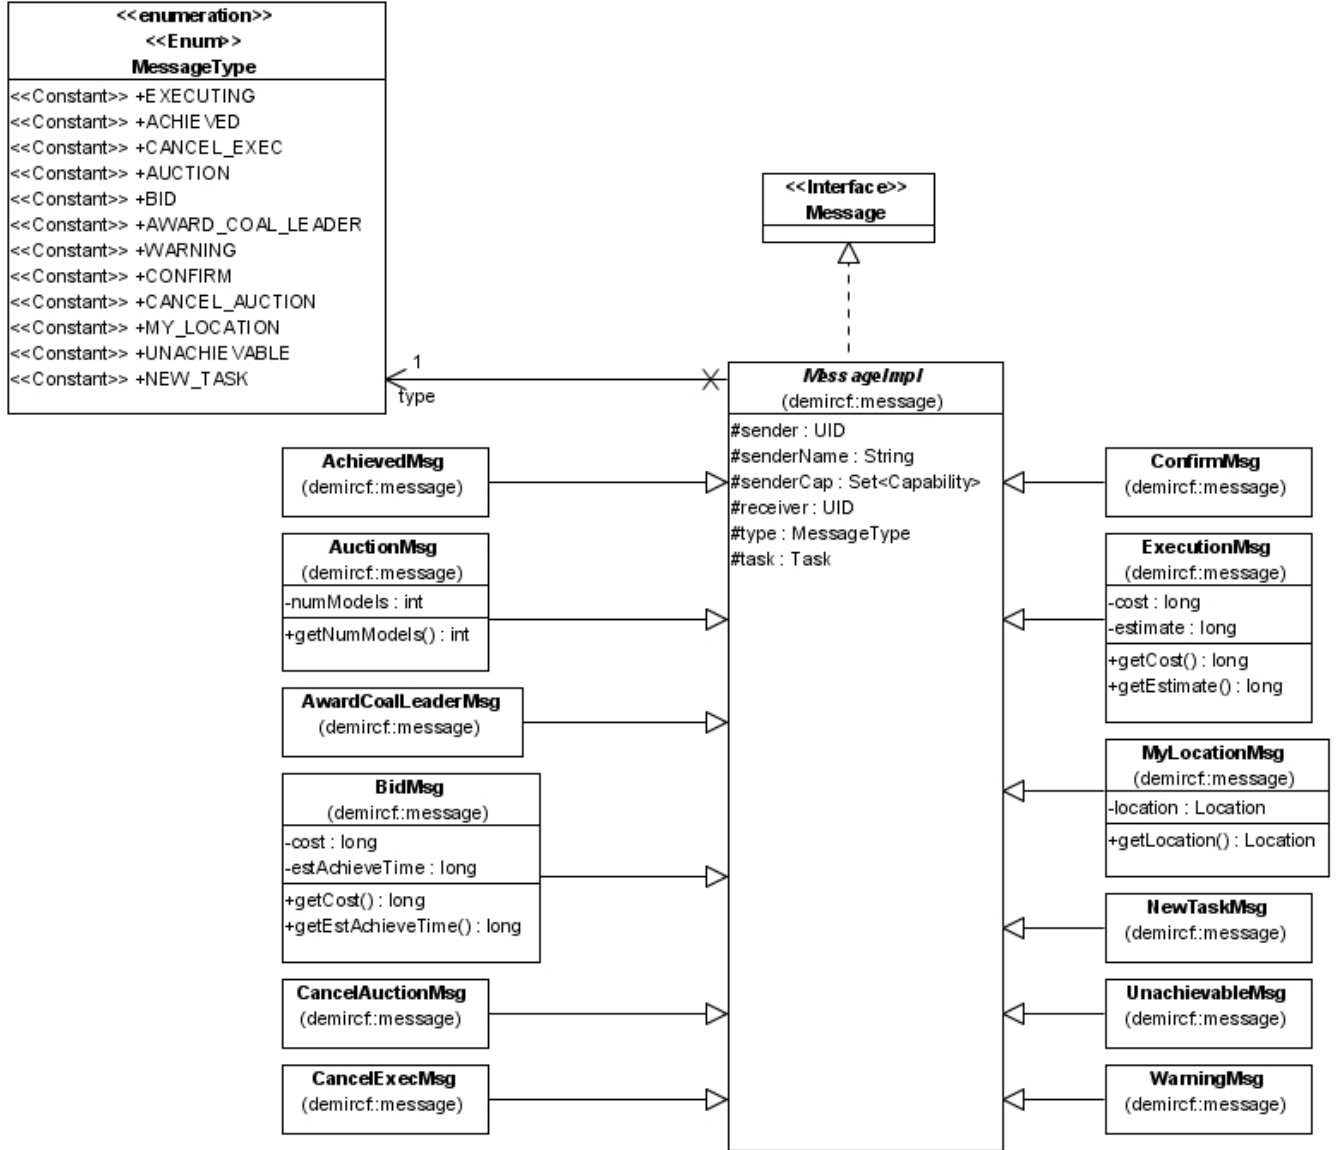 <<enumeration>>
<<Enum>>
MessageType
<<Constant>> +EXECUTING
<<Constant>> +ACHIEVED
<<Constant>> +CANCEL_EXEC
<<Constant>> +AUCTION
<<Constant>> +BID
<<Constant>> +AWARD_COAL_LEADER
<<Constant>> +WARNING
<<Constant>> +CONFIRM
<<Constant>> +CANCEL_AUCTION
<<Constant>> +MY_LOCATION
<<Constant>> +UNACHIEVABLE
<<Constant>> +NEW_TASK
<<Interface>>
Message
1
type
MessageImpl
(demircf::message)
#sender : UID
#senderName : String
#senderCap : Set<Capability>
#receiver : UID
#type : MessageType
#task : Task
AchievedMsg
(demircf::message)
AuctionMsg
(demircf::message)
-numModels : int
+getNumModels() : int
AwardCoalLeaderMsg
(demircf::message)
BidMsg
(demircf::message)
-cost : long
-estAchieveTime : long
+getCost() : long
+getEstAchieveTime() : long
CancelAuctionMsg
(demircf::message)
CancelExecMsg
(demircf::message)
ConfirmMsg
(demircf::message)
ExecutionMsg
(demircf::message)
-cost : long
-estimate : long
+getCost() : long
+getEstimate() : long
MyLocationMsg
(demircf::message)
-location : Location
+getLocation() : Location
NewTaskMsg
(demircf::message)
UnachievableMsg
(demircf::message)
WarningMsg
(demircf::message)